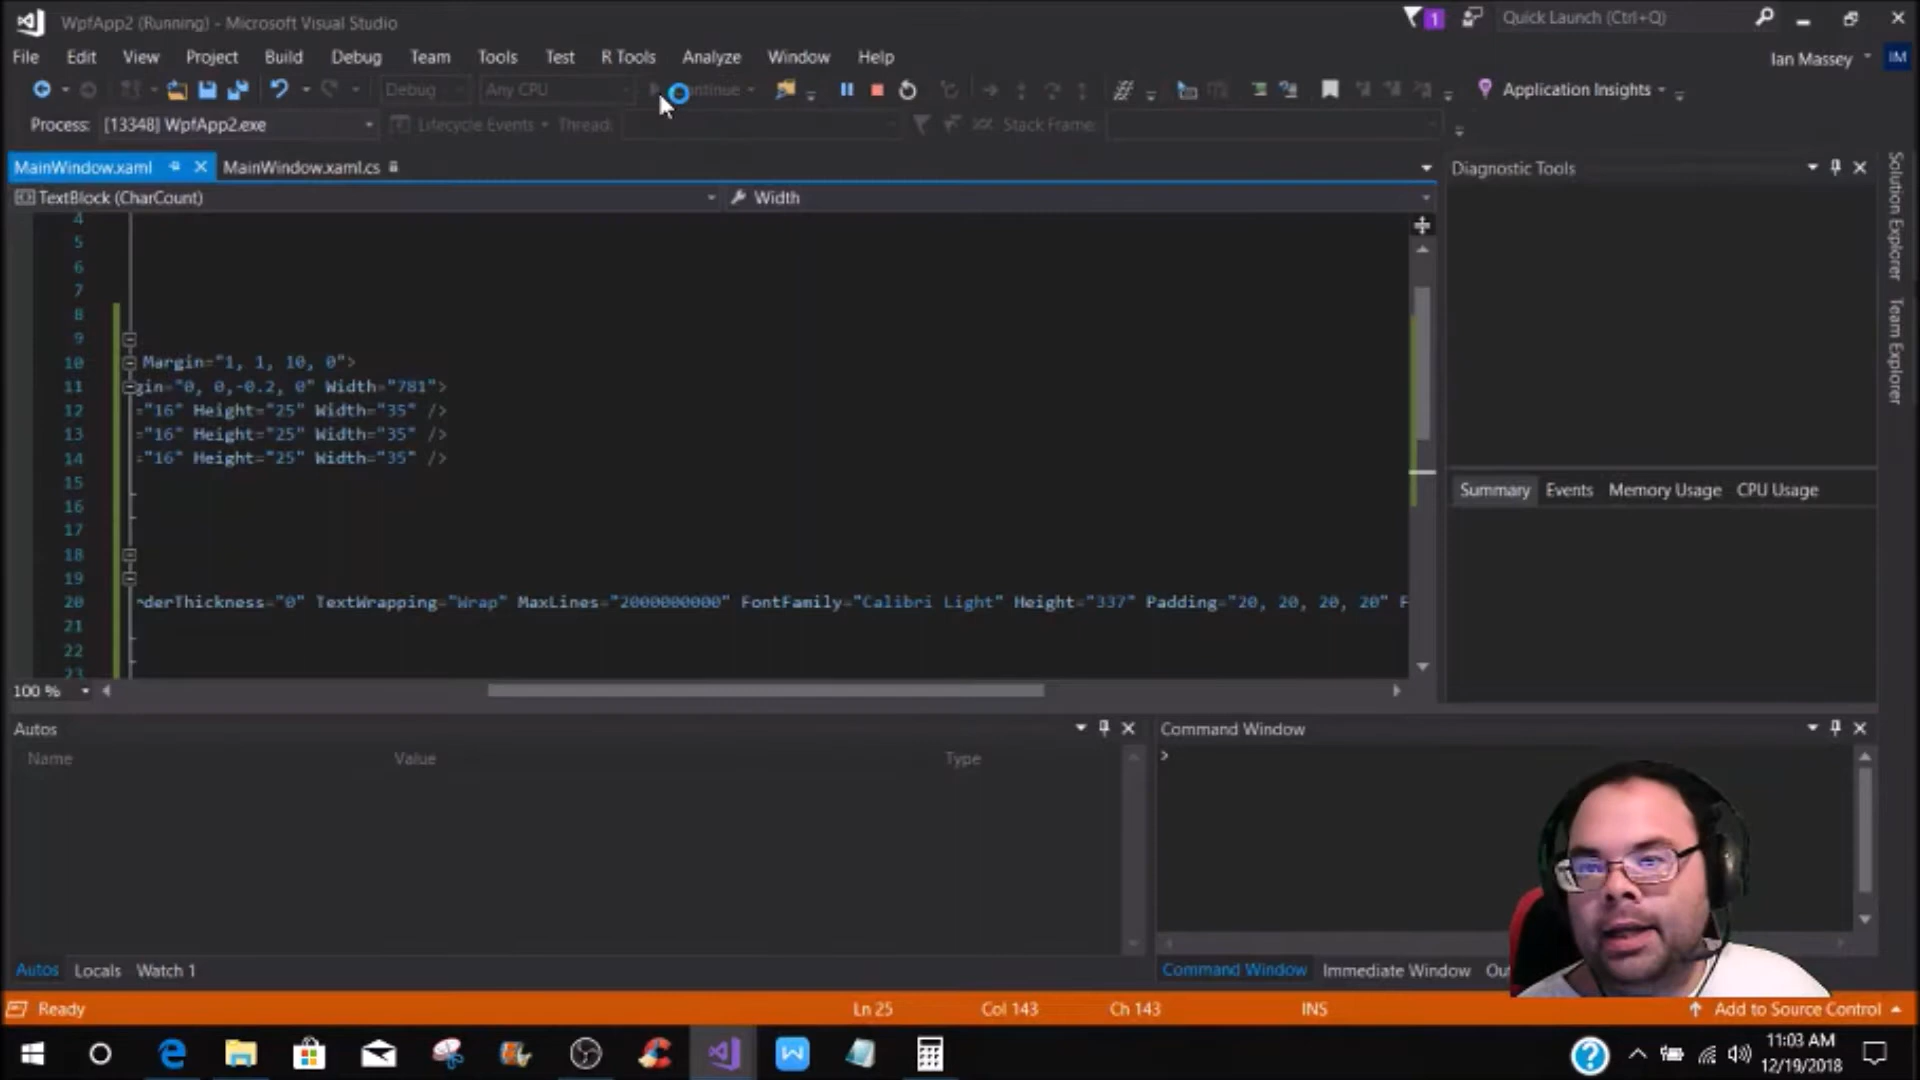 WpfApp2 (Running) - Microsoft Visual Studio
1
Quick Launch (Ctrl+Q)
File Edit View Project Build Debug Team Tools Test R Tools Analyze Window Help
Ian Massey IM
Debug Any CPU Application Insights
Process: [13348] WpfApp2.exe Lifecycle Events Thread: Stack Frame:
MainWindow.xaml MainWindow.xaml.cs
Diagnostic Tools
TextBlock (CharCount) Width
Solution Explorer
Team Explorer
4
5
6
7
8
9
10 Margin="1, 1, 10, 0">
11 gin="0, 0,-0.2, 0" Width="781">
12 ="16" Height="25" Width="35" />
13 ="16" Height="25" Width="35" />
14 ="16" Height="25" Width="35" />
15
16
17
18
19
20 derThickness="0" TextWrapping="Wrap" MaxLines="2000000000" FontFamily="Calibri Light" Height="337" Padding="20, 20, 20, 20" F
21
22
23
Summary Events Memory Usage CPU Usage
100 %
Autos
Name Value Type
Command Window
>
Autos Locals Watch 1
Command Window Immediate Window Ou
Ready Ln 25 Col 143 Ch 143 INS Add to Source Control
11:03 AM
12/19/2018